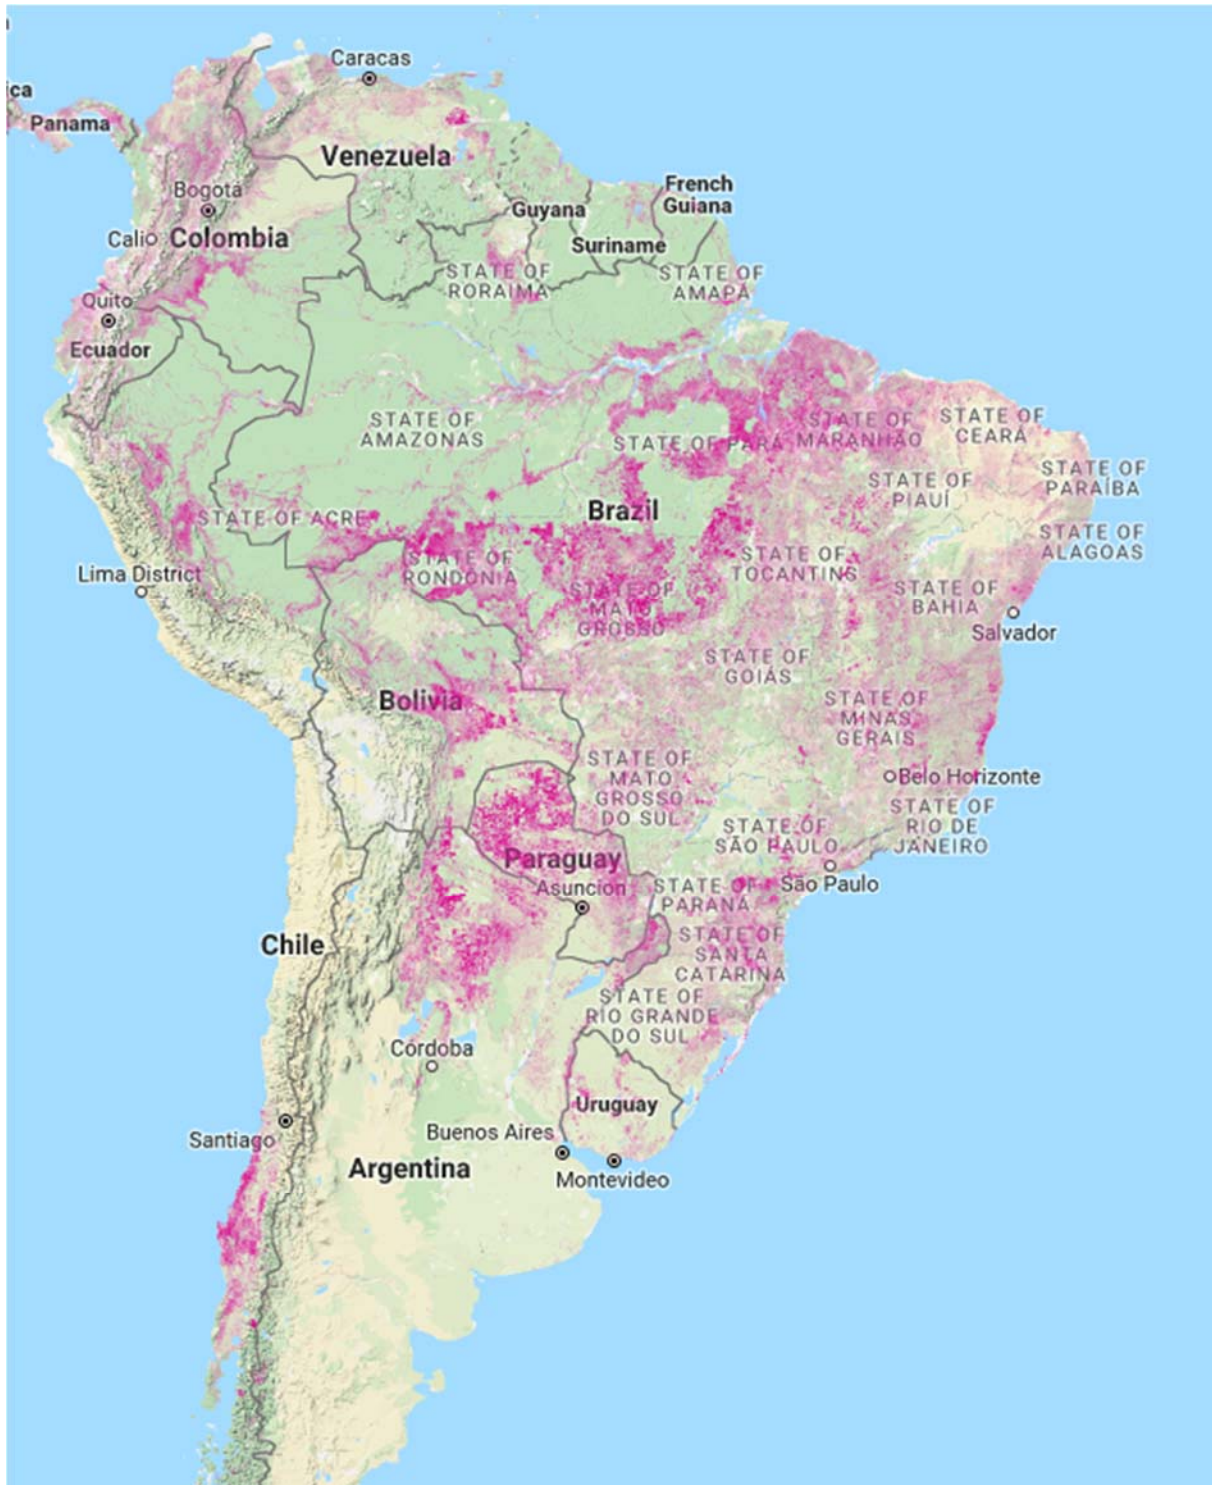 Caracas
ca
Panama
Venezuela
French
Guiana
Bogotá
Guyana
Cali
Colombia
Suriname
STATE OF
RORAIMA
STATE OF
AMAPÁ
Quito
Ecuador
STATE OF
AMAZONAS
STATE OF PARÁ
STATE OF
MARANHÃO
STATE OF
CEARÁ
STATE OF
PIAUÍ
STATE OF
PARAÍBA
STATE OF ACRE
Brazil
STATE OF
ALAGOAS
Lima District
STATE OF
RONDÔNIA
STATE OF
MATO
GROSSO
STATE OF
TOCANTINS
STATE OF
BAHIA
Salvador
STATE OF
GOIÁS
Bolivia
STATE OF
MINAS
GERAIS
STATE OF
MATO
GROSSO
DO SUL
Belo Horizonte
STATE OF
RIO DE
JANEIRO
STATE OF
SÃO PAULO
Paraguay
Asuncion
STATE OF
PARANÁ
São Paulo
Chile
STATE OF
SANTA
CATARINA
STATE OF
RIO GRANDE
DO SUL
Córdoba
Uruguay
Santiago
Buenos Aires
Argentina
Montevideo